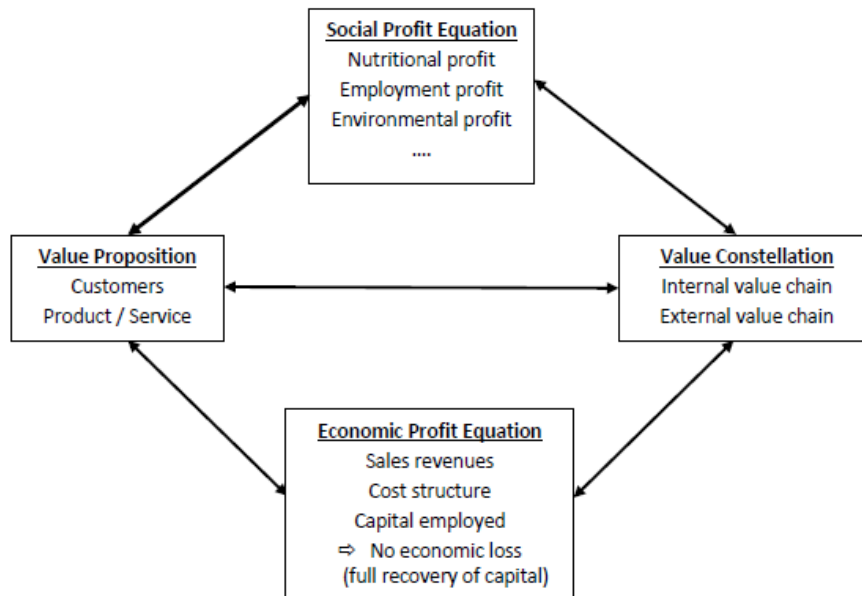 Social Profit Equation
Nutritional profit
Employment profit
Environmental profit
....
Value Proposition
Customers
Product / Service
Value Constellation
Internal value chain
External value chain
Economic Profit Equation
Sales revenues
Cost structure
Capital employed
⇨ No economic loss
(full recovery of capital)